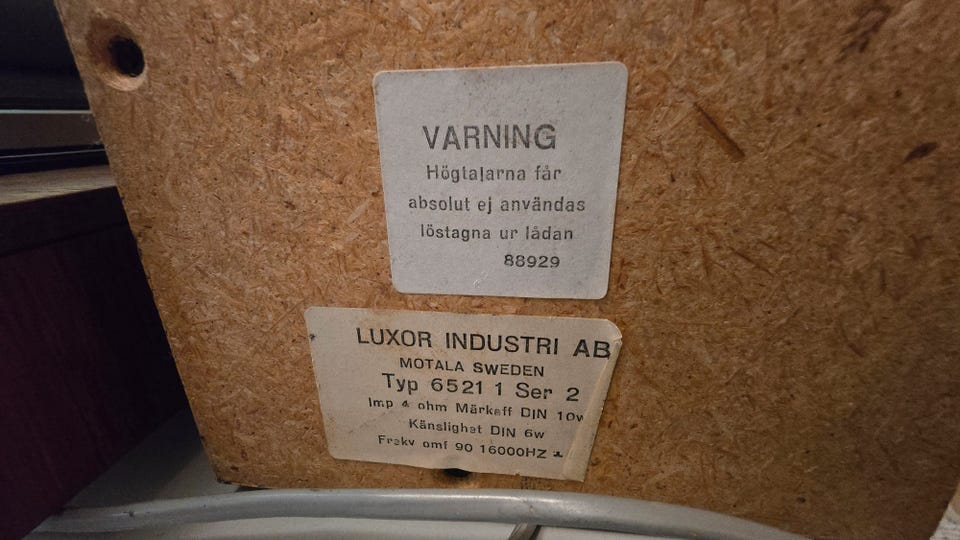 VARNING
Högtalarna får
absolut ej användas
löstagna ur lådan
88929
LUXOR INDUSTRI AB
MOTALA SWEDEN
Typ 6521 1 Ser 2
Imp 4 ohm Märkeff DIN 10w
Känslighet DIN 6w
Frekv omf 90 16000HZ